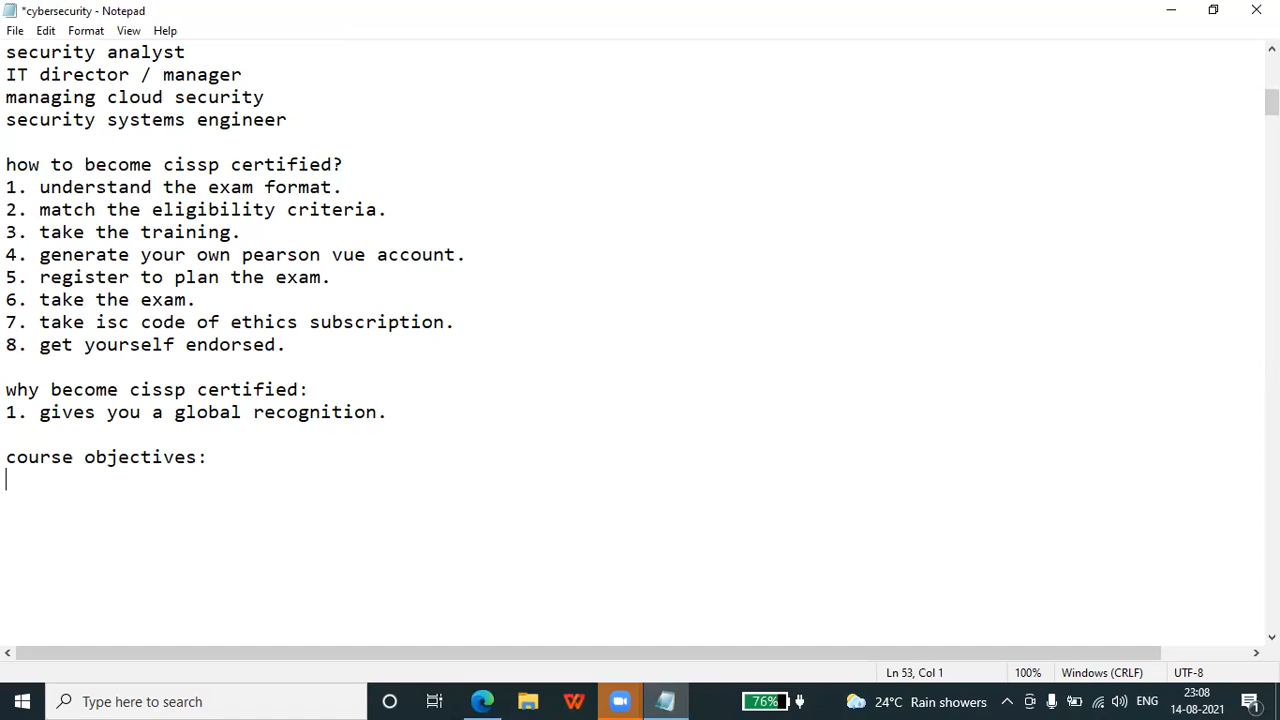 *cybersecurity - Notepad
File Edit Format View Help
security analyst
IT director / manager
managing cloud security
security systems engineer
how to become cissp certified?
1. understand the exam format.
2. match the eligibility criteria.
3. take the training.
4. generate your own pearson vue account.
5. register to plan the exam.
6. take the exam.
7. take isc code of ethics subscription.
8. get yourself endorsed.
why become cissp certified:
1. gives you a global recognition.
course objectives:
Ln 53, Col 1 100% Windows (CRLF) UTF-8
Type here to search 76% 24°C Rain showers ENG 23:08
14-08-2021 1